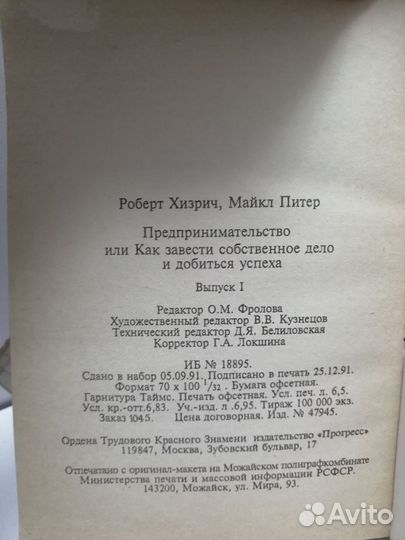 Роберт Хизрич, Майкл Питер
Предпринимательство
или Как завести собственное дело
и добиться успеха
Выпуск I
Редактор О.М. Фролова
Художественный редактор В.В. Кузнецов
Технический редактор Д.Я. Белиловская
Корректор Г.А. Локшина
ИБ № 18895.
Сдано в набор 05.09.91. Подписано в печать 25.12.91.
Формат 70 x 100 1/32 . Бумага офсетная.
Гарнитура Таймс. Печать офсетная. Усл. печ. л. 6,5.
Усл. кр.-отт.6,83. Уч.-изд. л .6,95. Тираж 100 000 экз.
Заказ 1045. Цена договорная. Изд. № 47945.
Ордена Трудового Красного Знамени издательство «Прогресс»
119847, Москва, Зубовский бульвар, 17
Отпечатано с оригинал-макета на Можайском полиграфкомбинате
Министерства печати и массовой информации РСФСР.
143200, Можайск, ул. Мира, 93.
Avito